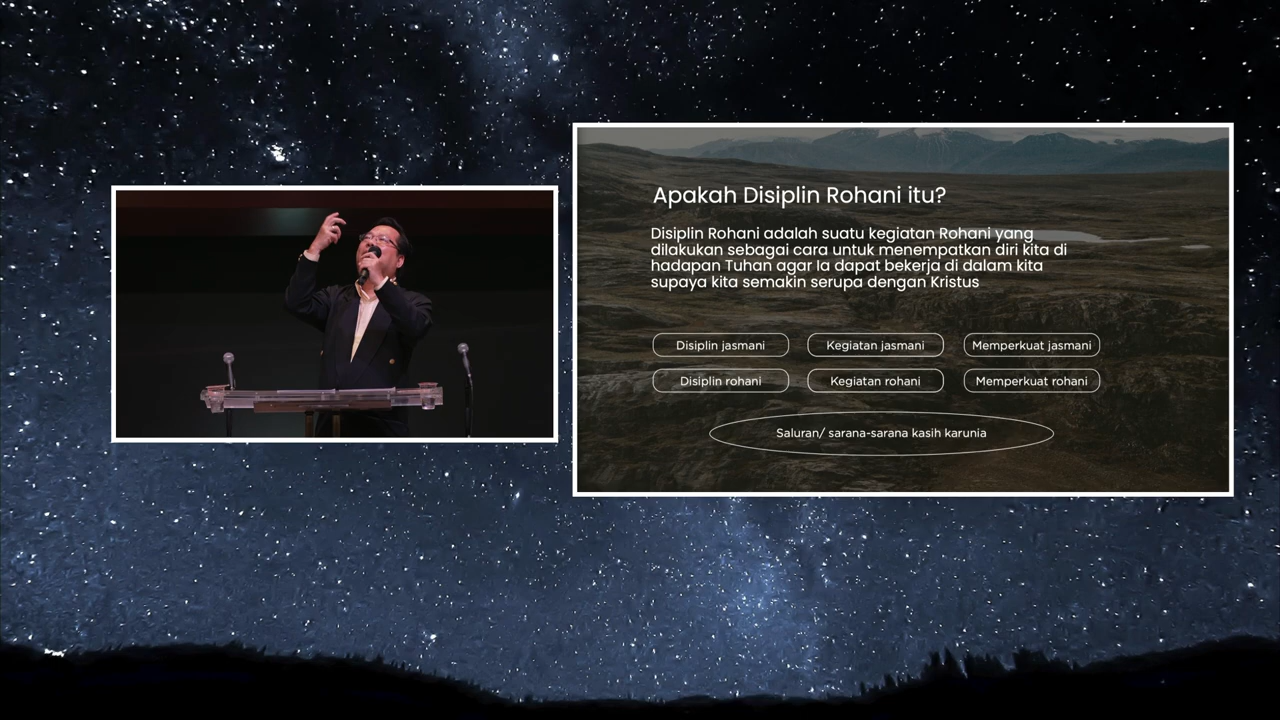 Apakah Disiplin Rohani itu?
Disiplin Rohani adalah suatu kegiatan Rohani yang
dilakukan sebagai cara untuk menempatkan diri kita di
hadapan Tuhan agar Ia dapat bekerja di dalam kita
supaya kita semakin serupa dengan Kristus
Disiplin jasmani Kegiatan jasmani Memperkuat jasmani
Disiplin rohani Kegiatan rohani Memperkuat rohani
Saluran/ sarana-sarana kasih karunia